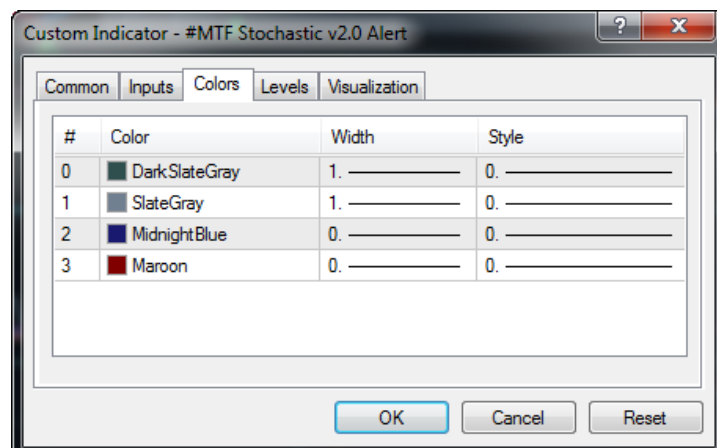 Custom Indicator - #MTF Stochastic v2.0 Alert ? X
Common Inputs Colors Levels Visualization
# Color Width Style
0 DarkSlateGray 1. 0.
1 SlateGray 1. 0.
2 MidnightBlue 0. 0.
3 Maroon 0. 0.
OK Cancel Reset